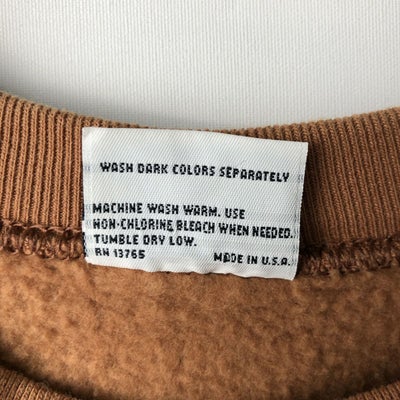 WASH DARK COLORS SEPARATELY
MACHINE WASH WARM. USE
NON-CHLORINE BLEACH WHEN NEEDED.
TUMBLE DRY LOW.
RN 13765 MADE IN U.S.A.